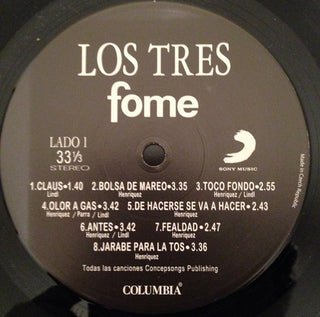 LOS TRES
fome
LADO 1
33⅓
STEREO
SONY MUSIC
Made in Czech Republic.
1.CLAUS•1.40 2.BOLSA DE MAREO•3.35 3.TOCO FONDO•2.55
Lindl Henríquez Henríquez / Lindl
4.OLOR A GAS•3.42 5.DE HACERSE SE VA A HACER•2.43
Henríquez / Parra / Lindl Henríquez
6.ANTES•3.42 7.FEALDAD•2.47
Henríquez / Lindl Henríquez
8.JARABE PARA LA TOS•3.36
Henríquez
Todas las canciones Concepsongs Publishing
COLUMBIA